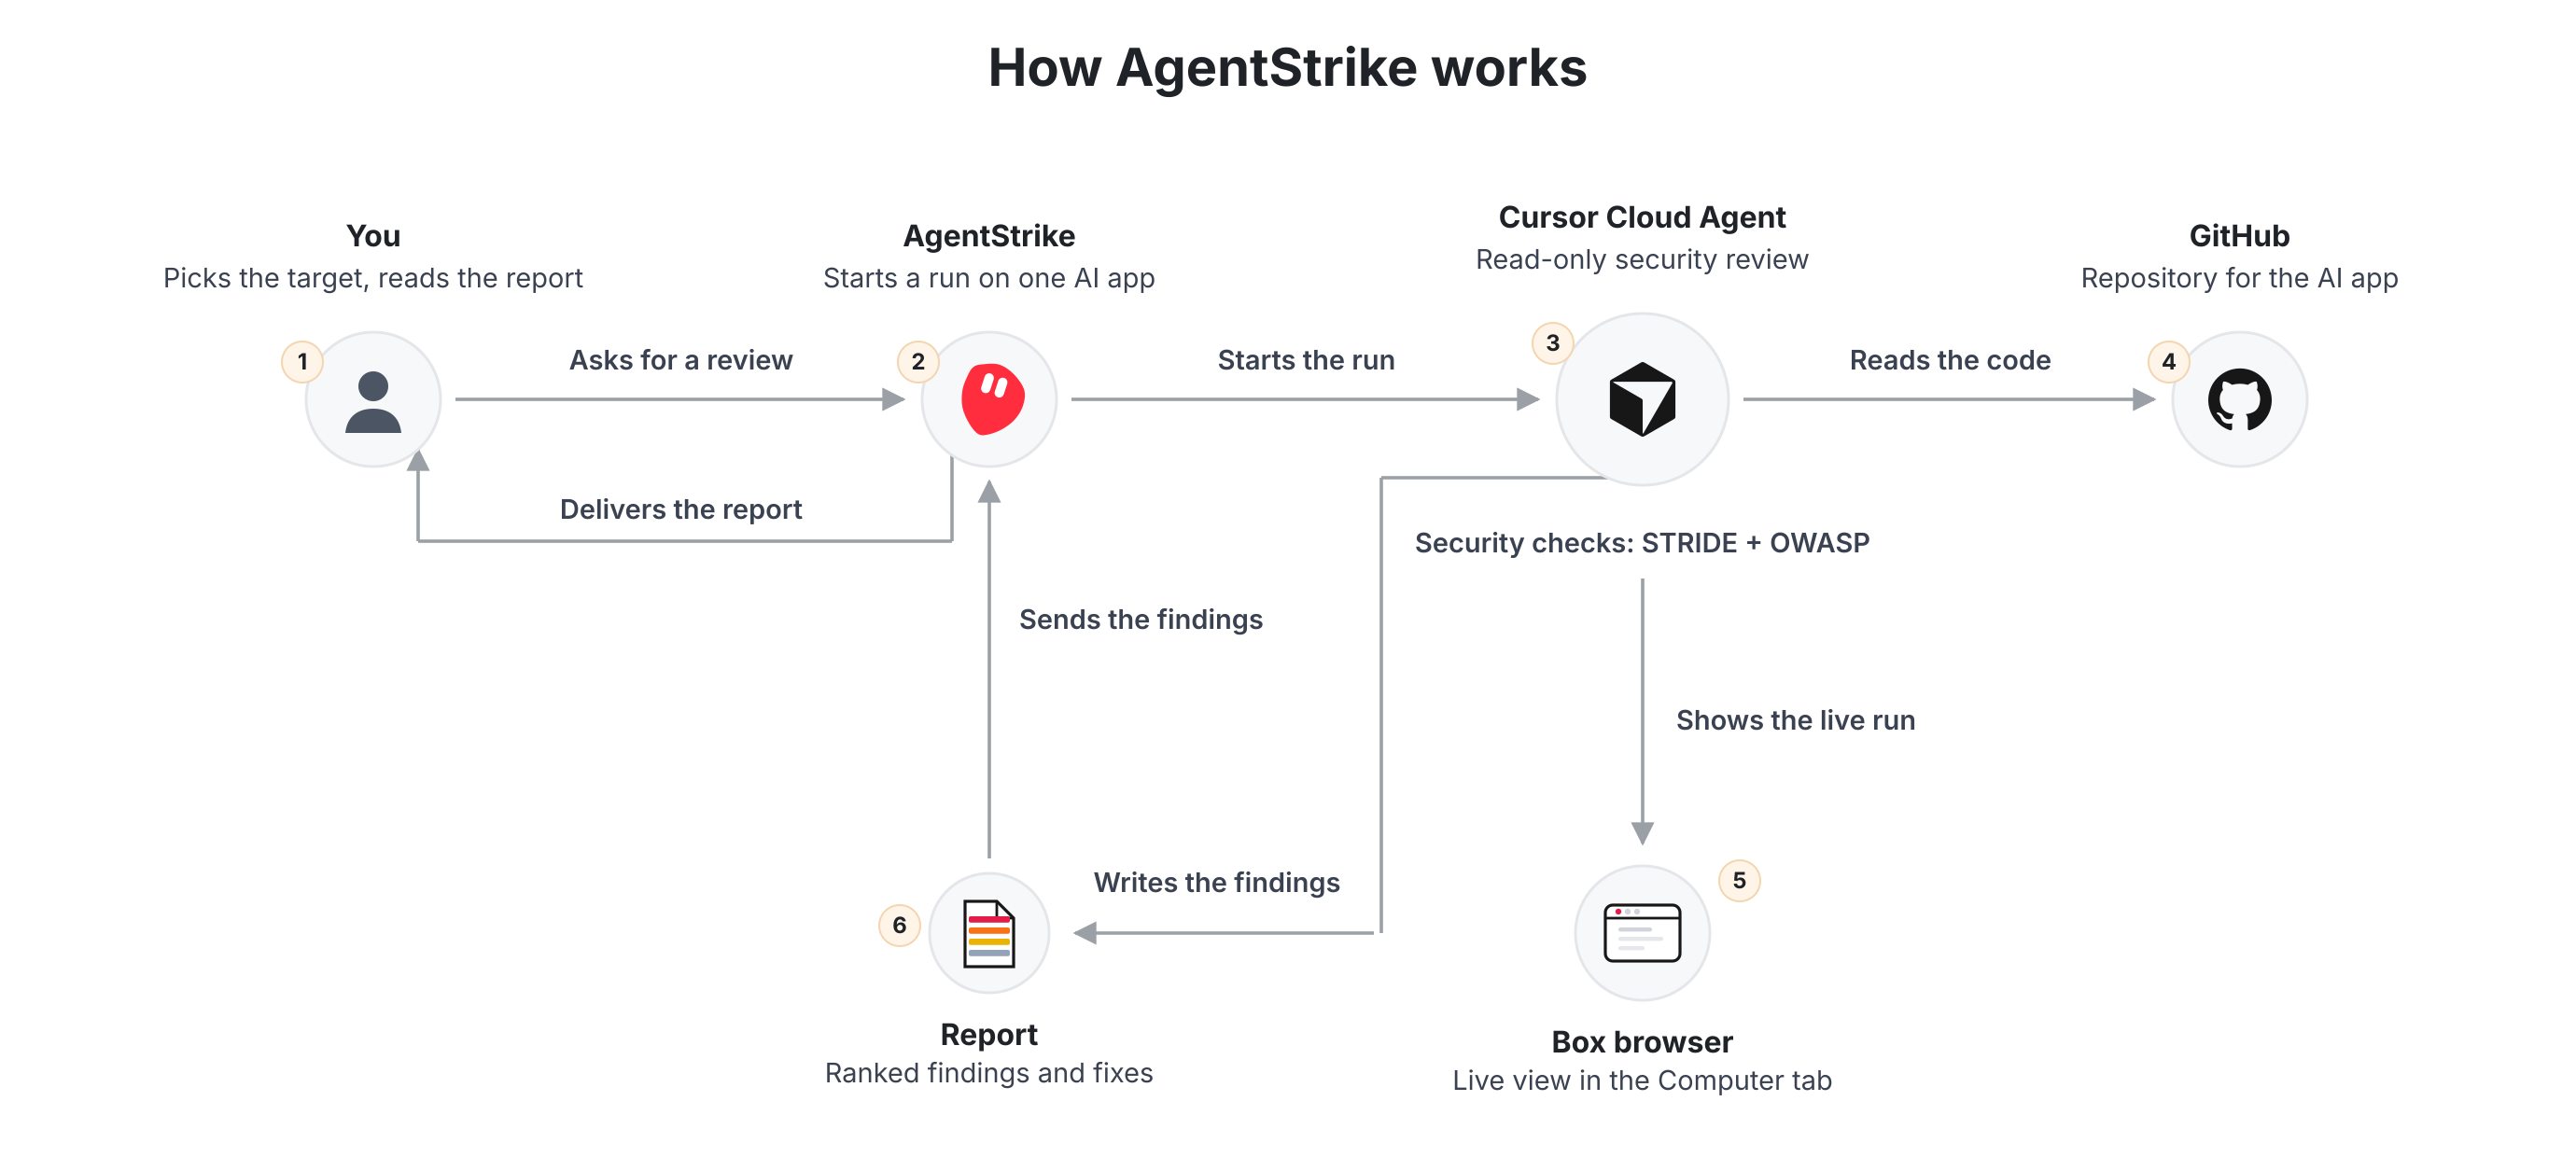 How AgentStrike works
You
Picks the target, reads the report
AgentStrike
Starts a run on one AI app
Cursor Cloud Agent
Read-only security review
GitHub
Repository for the AI app
1
Asks for a review
2
Starts the run
3
Reads the code
4
Delivers the report
Security checks: STRIDE + OWASP
Sends the findings
Shows the live run
Writes the findings
5
6
Report
Ranked findings and fixes
Box browser
Live view in the Computer tab